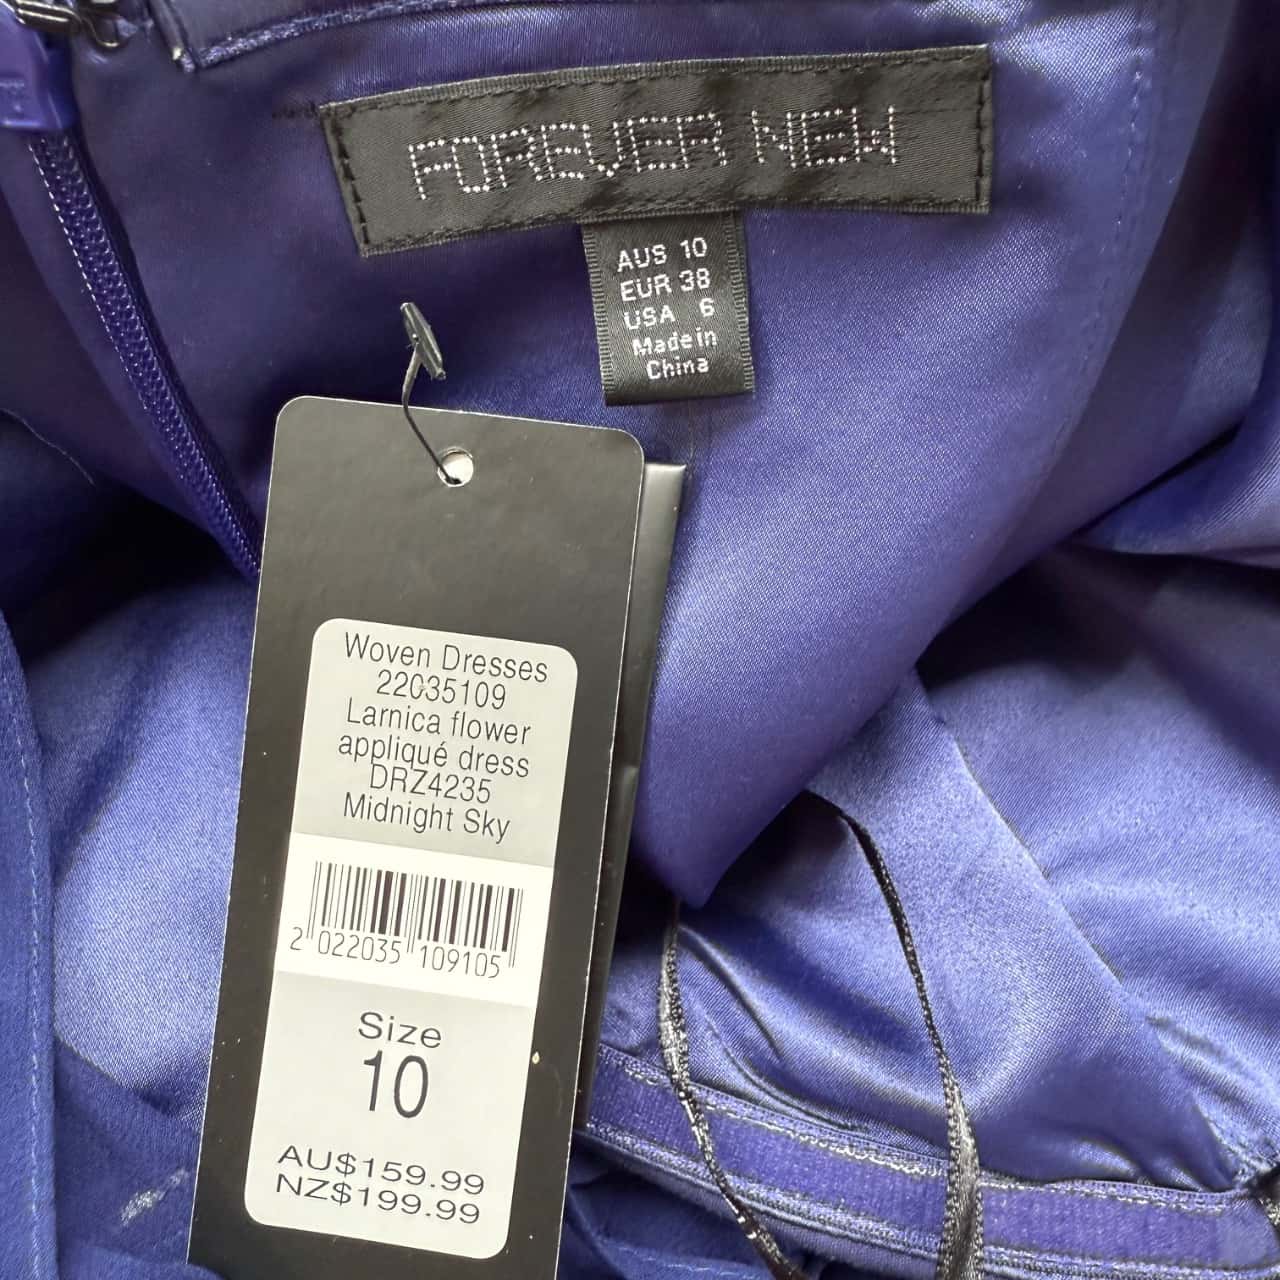 FOREVER NEW
AUS 10
EUR 38
USA 6
Made in
China
Woven Dresses
22035109
Larnica flower
appliqué dress
DRZ4235
Midnight Sky
2 022035 109105
Size
10
AU$159.99
NZ$199.99